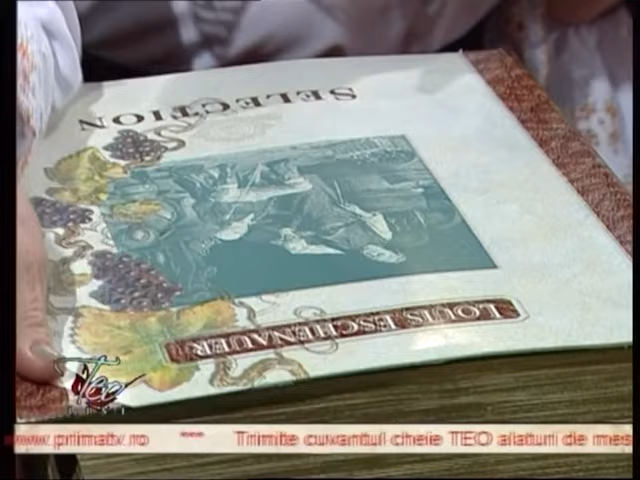 SELECTION
LOUIS ESCHENAUER
Teo
www.primatv.ro *** Trimite cuvantul cheie TEO alaturi de mes